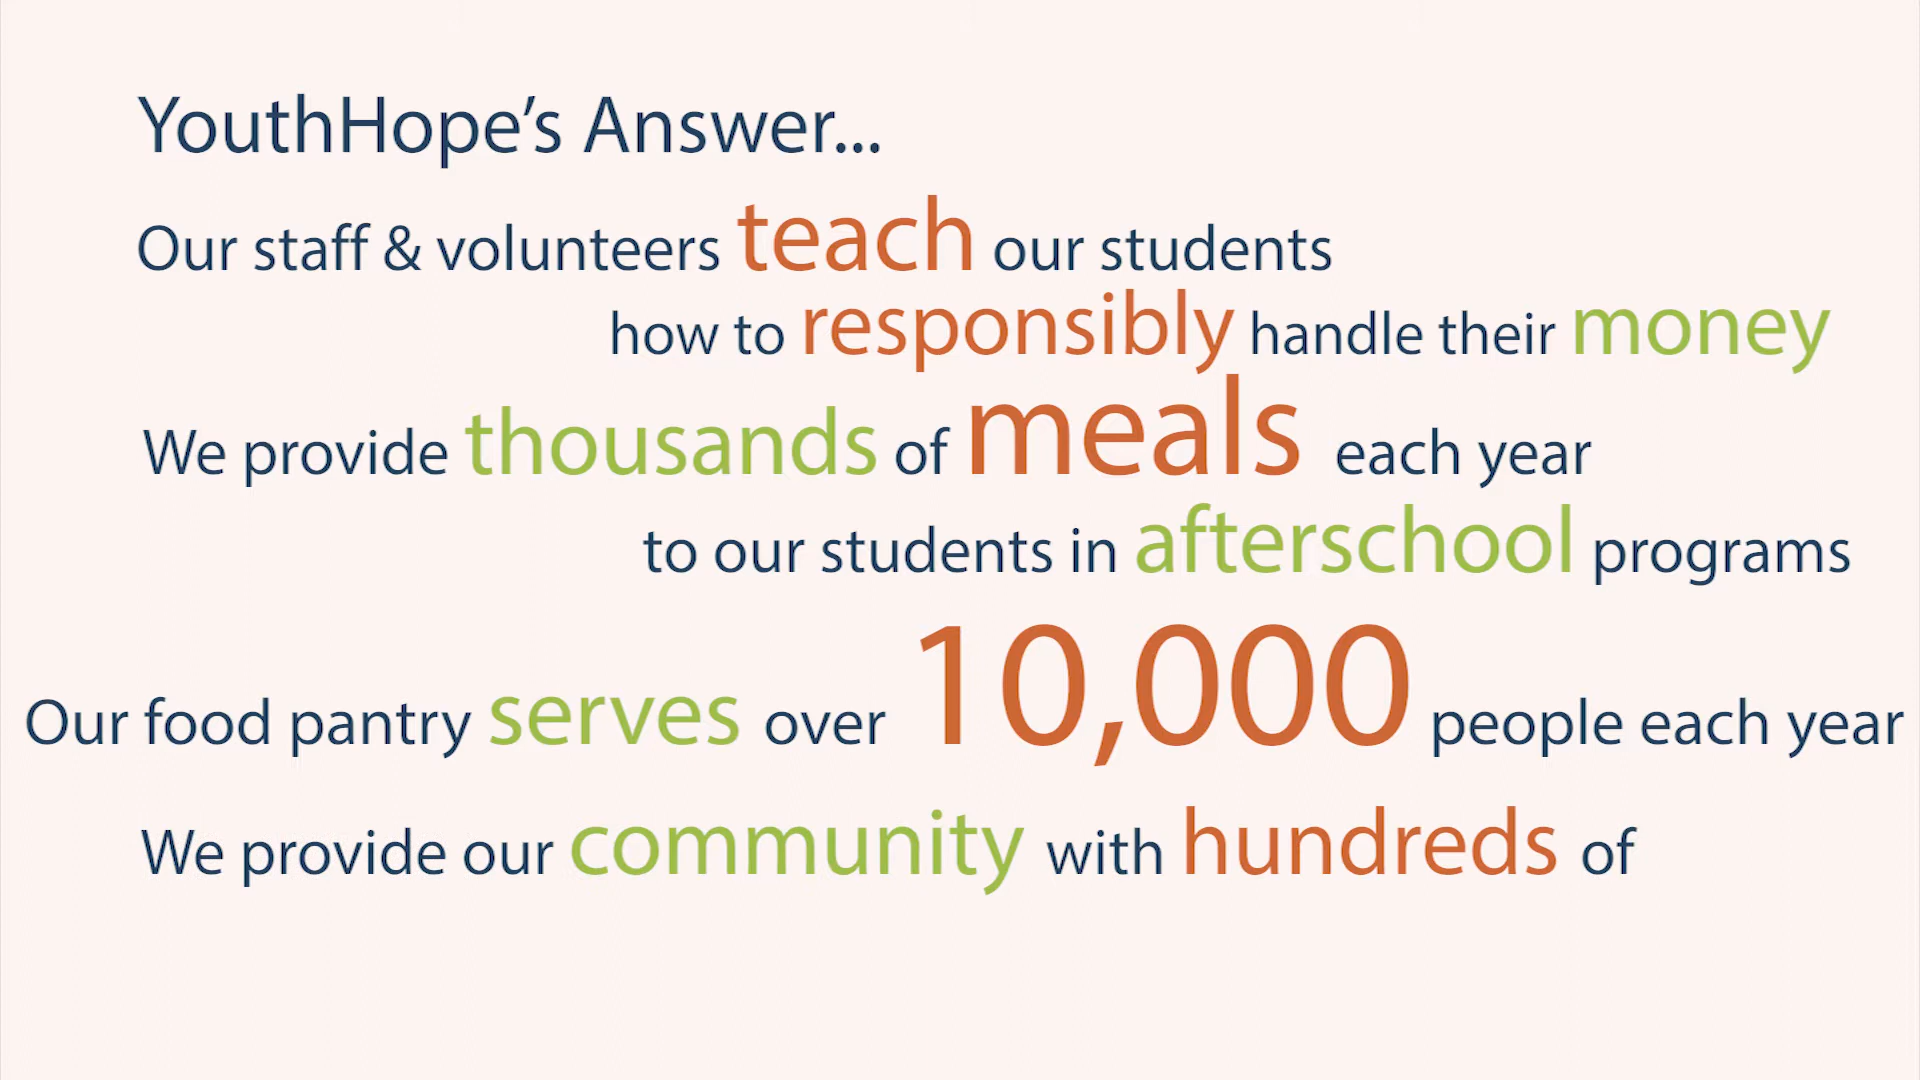 YouthHope’s Answer...
Our staff & volunteers teach our students
how to responsibly handle their money
We provide thousands of meals each year
to our students in afterschool programs
Our food pantry serves over 10,000 people each year
We provide our community with hundreds of